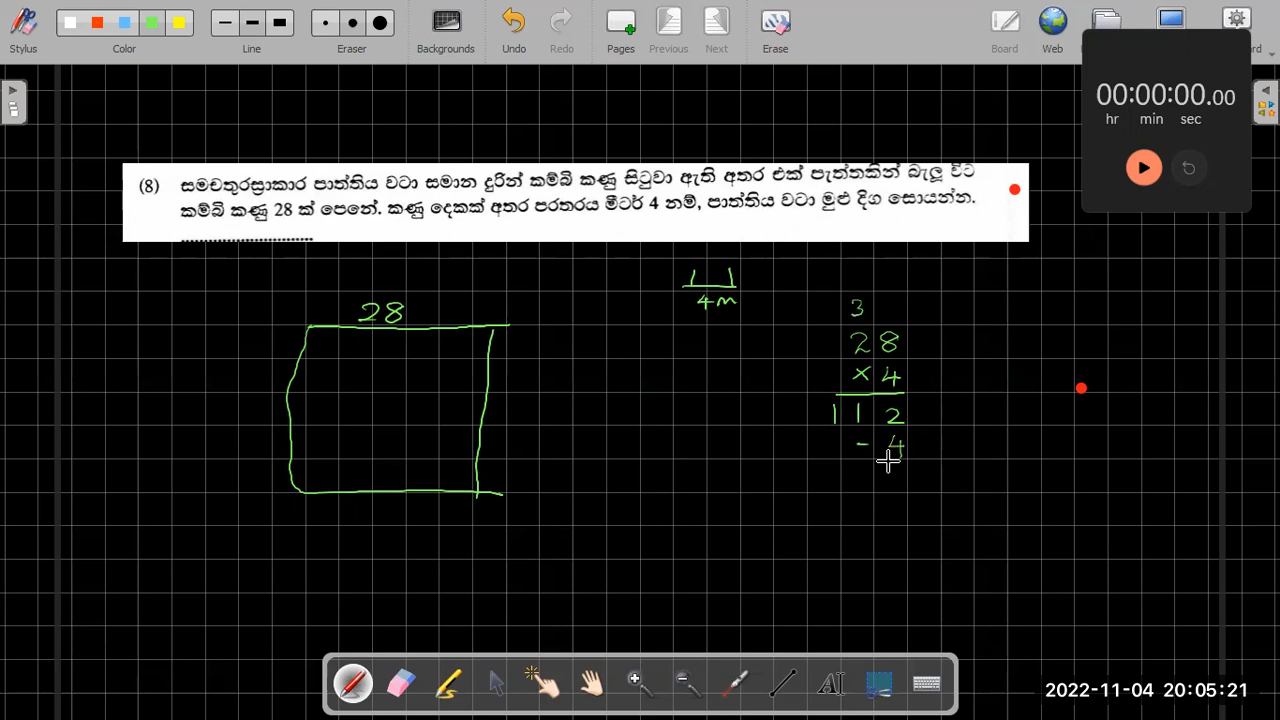 Stylus
Color
Line
Eraser
Backgrounds
Undo
Redo
Pages
Previous
Next
Erase
Board
Web
00:00:00.00
hr min sec
(8) සමචතුරස්‍රාකාර පාත්තිය වටා සමාන දුරින් කම්බි කණු සිටුවා ඇති අතර එක් පැත්තකින් බැලූ විට
කම්බි කණු 28 ක් පෙනේ. කණු දෙකක් අතර පරතරය මීටර් 4 නම්, පාත්තිය වටා මුළු දිග සොයන්න.
..............................
28
4m
3
28
×4
112
- 4
2022-11-04 20:05:21